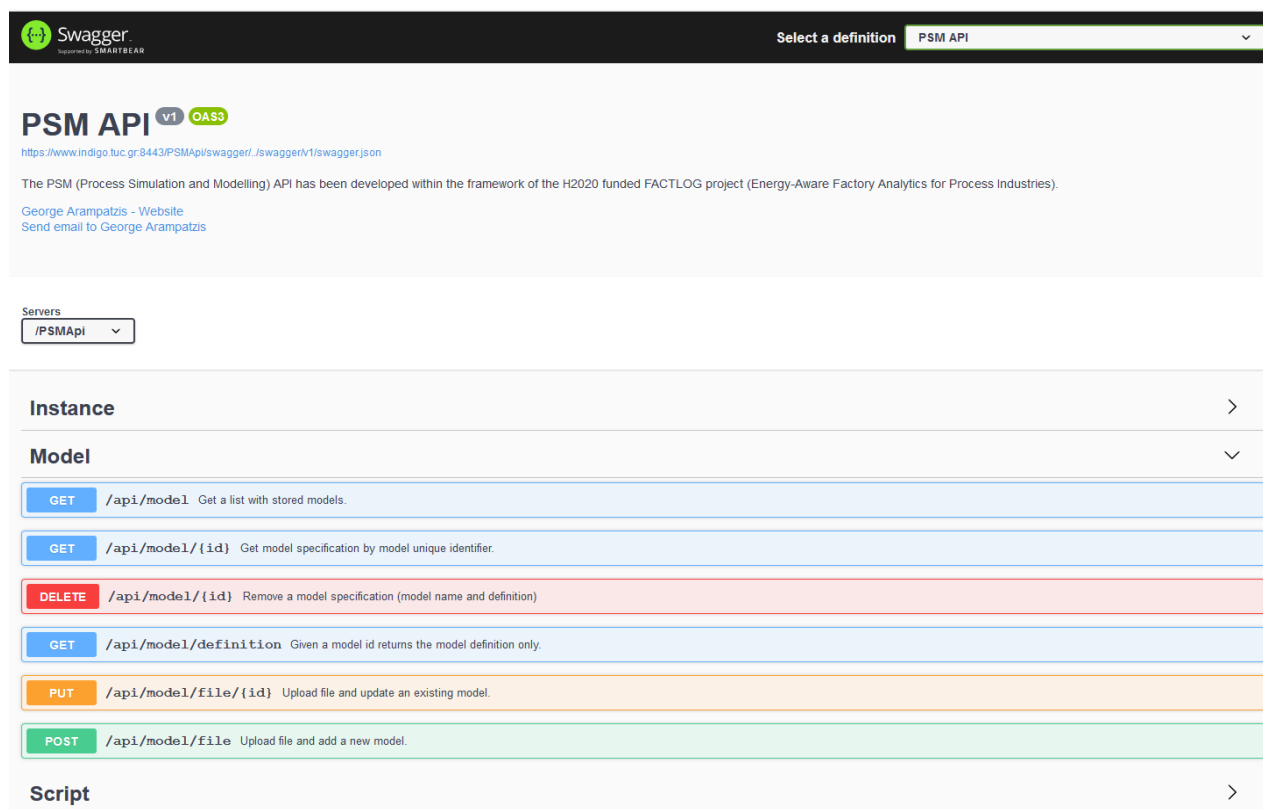 Swagger.
Supported by SMARTBEAR
Select a definition
PSM API
PSM API v1 OAS3
https://www.indigo.tuc.gr:8443/PSMApi/swagger/../swagger/v1/swagger.json
The PSM (Process Simulation and Modelling) API has been developed within the framework of the H2020 funded FACTLOG project (Energy-Aware Factory Analytics for Process Industries).
George Arampatzis - Website
Send email to George Arampatzis
Servers
/PSMApi
Instance
Model
GET /api/model Get a list with stored models.
GET /api/model/{id} Get model specification by model unique identifier.
DELETE /api/model/{id} Remove a model specification (model name and definition)
GET /api/model/definition Given a model id returns the model definition only.
PUT /api/model/file/{id} Upload file and update an existing model.
POST /api/model/file Upload file and add a new model.
Script